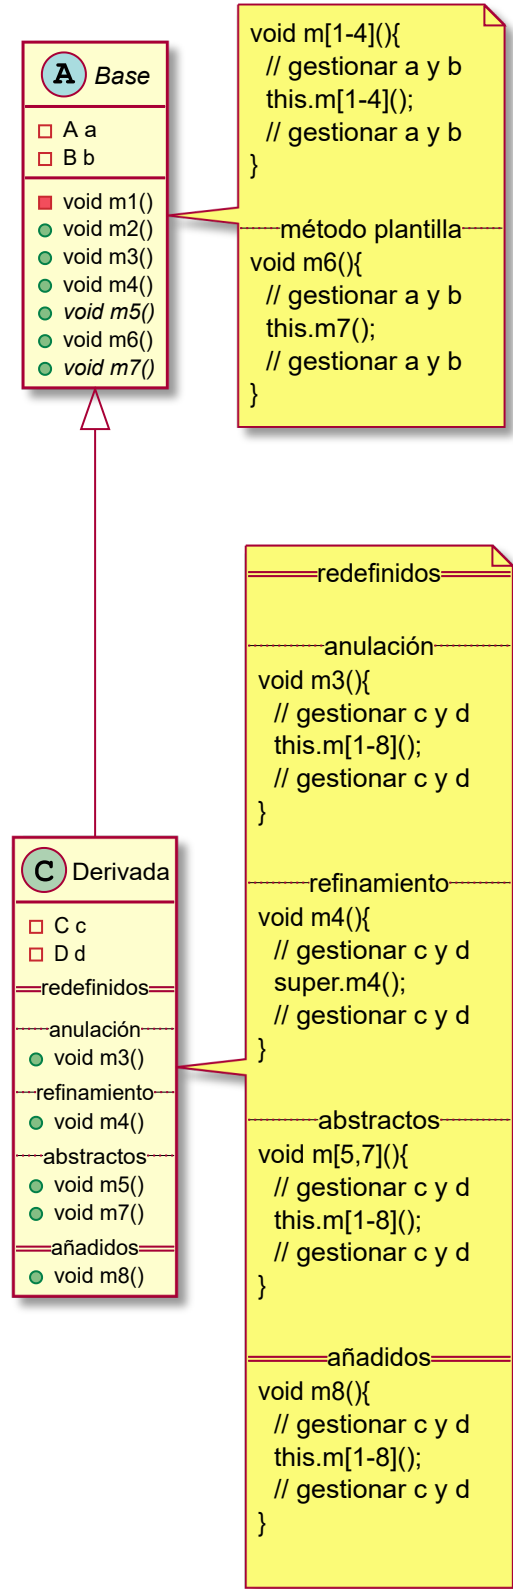 A Base
A a
B b
void m1()
void m2()
void m3()
void m4()
void m5()
void m6()
void m7()
void m[1-4](){
// gestionar a y b
this.m[1-4]();
// gestionar a y b
}
método plantilla
void m6(){
// gestionar a y b
this.m7();
// gestionar a y b
}
C Derivada
C c
D d
redefinidos
anulación
void m3()
refinamiento
void m4()
abstractos
void m5()
void m7()
añadidos
void m8()
redefinidos
anulación
void m3(){
// gestionar c y d
this.m[1-8]();
// gestionar c y d
}
refinamiento
void m4(){
// gestionar c y d
super.m4();
// gestionar c y d
}
abstractos
void m[5,7](){
// gestionar c y d
this.m[1-8]();
// gestionar c y d
}
añadidos
void m8(){
// gestionar c y d
this.m[1-8]();
// gestionar c y d
}